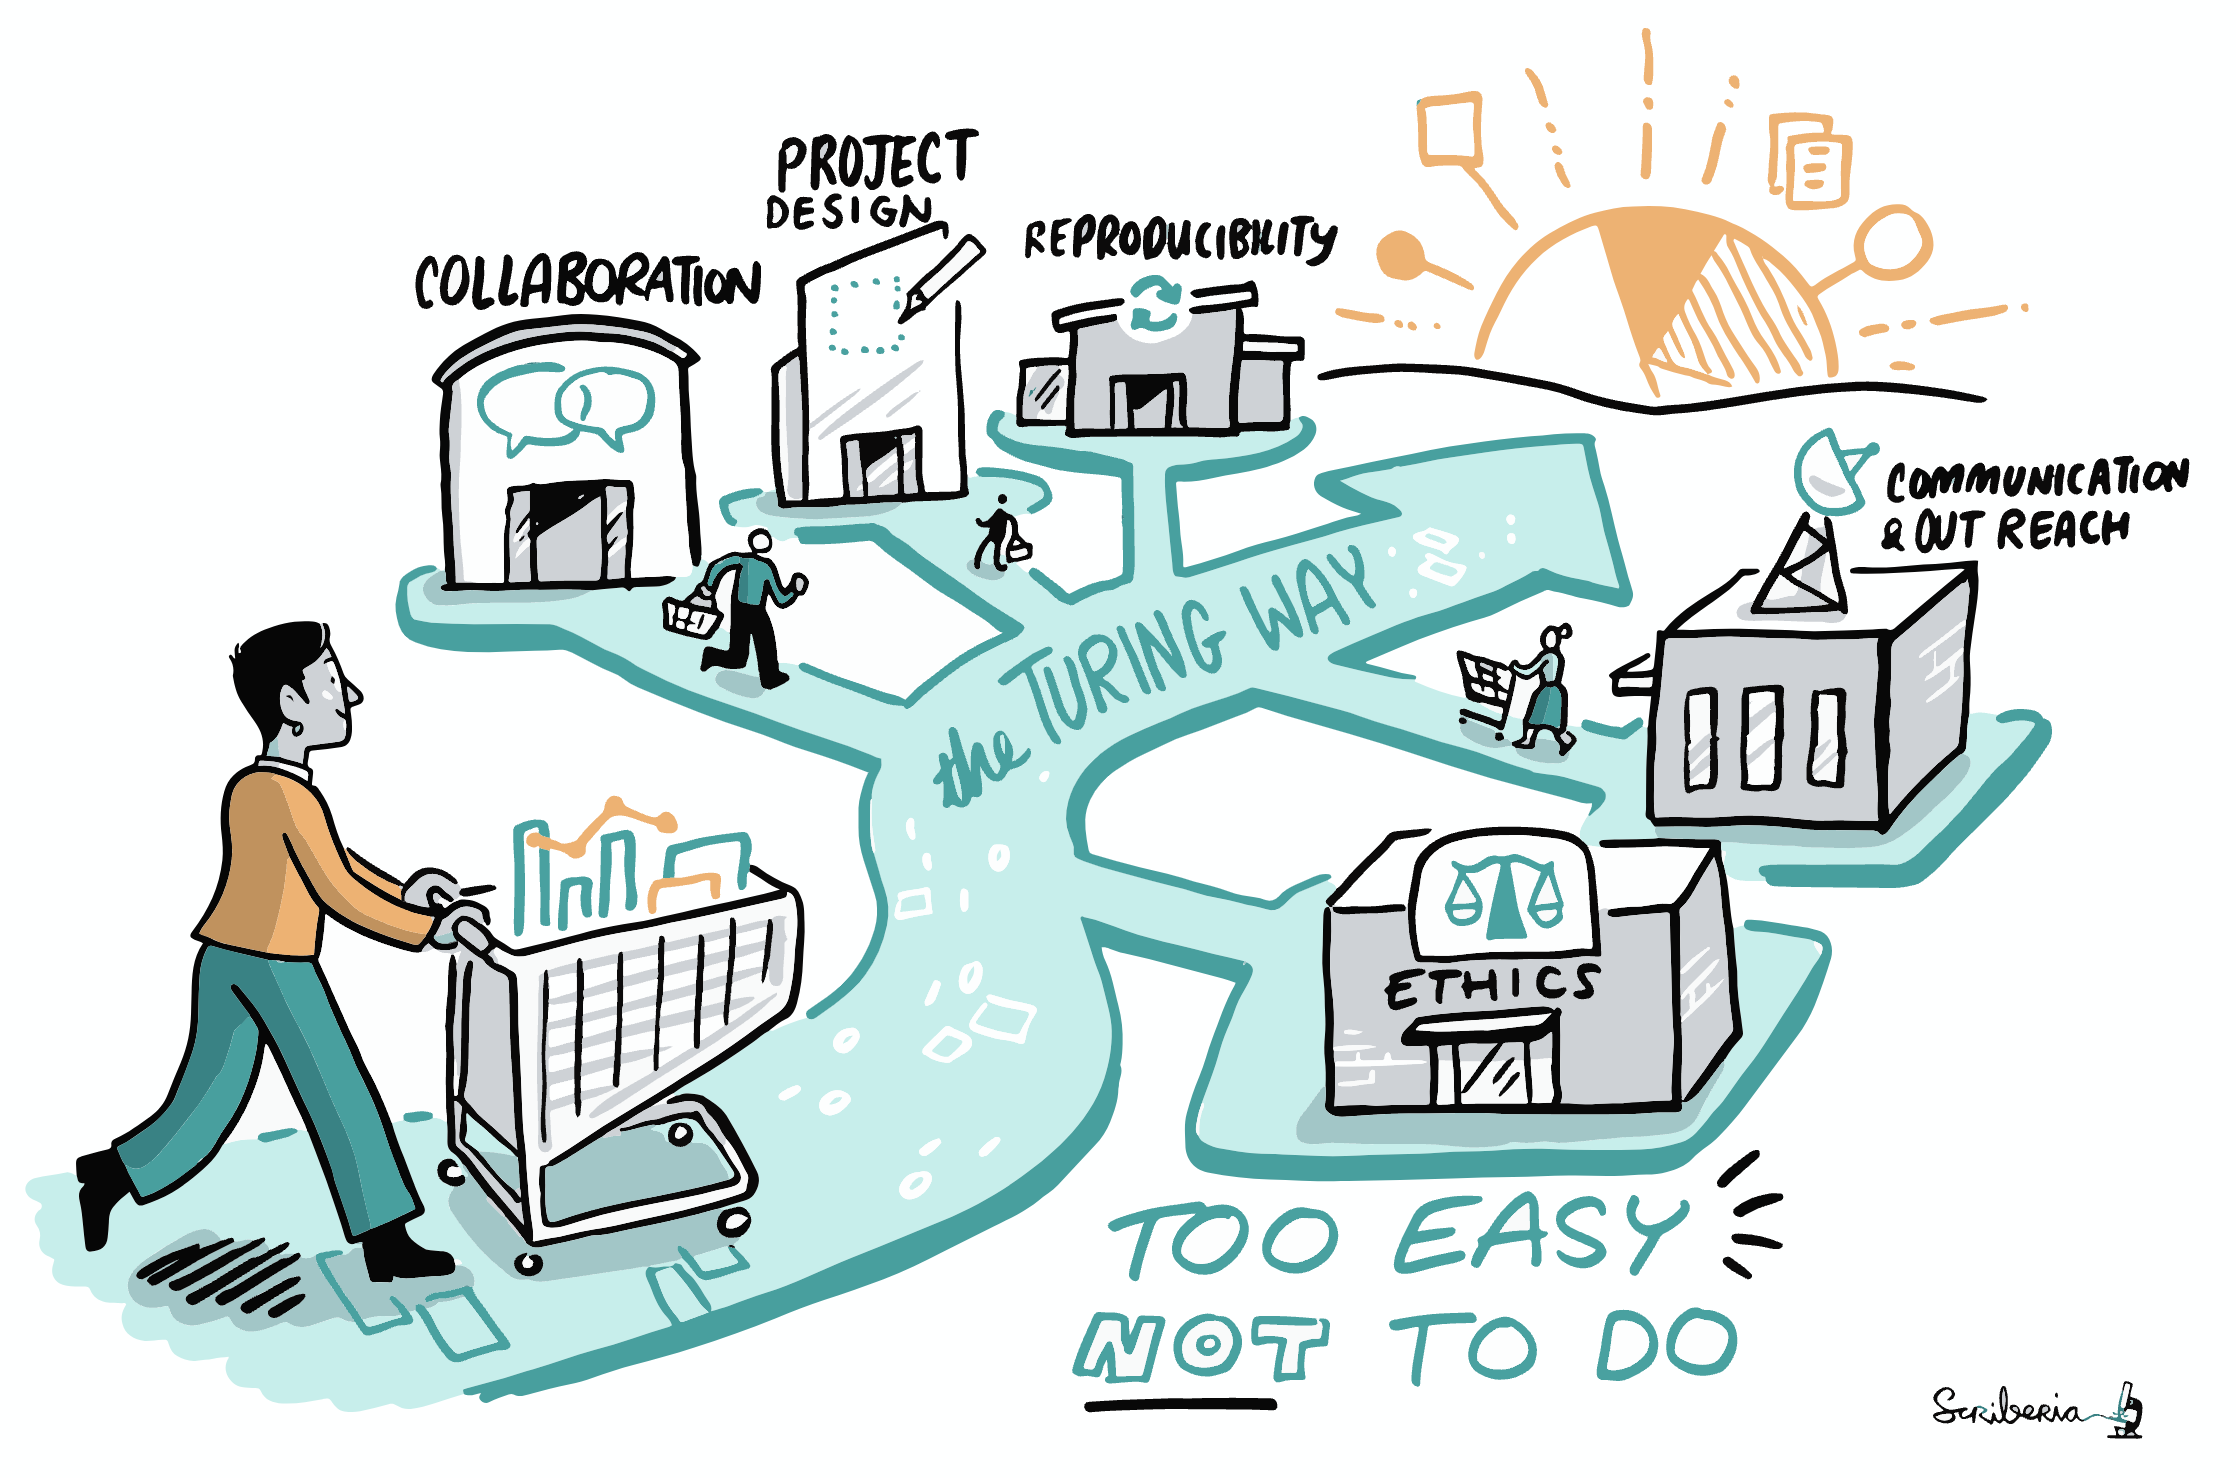 PROJECT
DESIGN
COLLABORATION
REPRODUCIBILITY
COMMUNICATION
& OUT REACH
the TURING WAY
ETHICS
TOO EASY
NOT TO DO
Scriberia